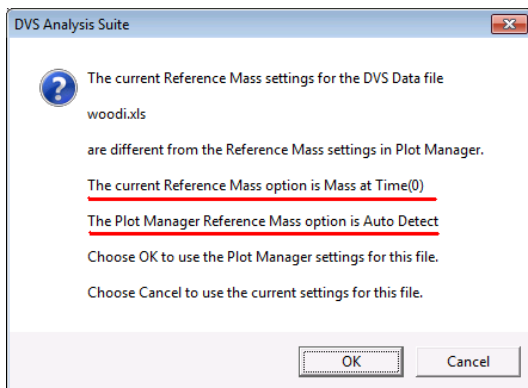 DVS Analysis Suite
The current Reference Mass settings for the DVS Data file
woodi.xls
are different from the Reference Mass settings in Plot Manager.
The current Reference Mass option is Mass at Time(0)
The Plot Manager Reference Mass option is Auto Detect
Choose OK to use the Plot Manager settings for this file.
Choose Cancel to use the current settings for this file.
OK
Cancel